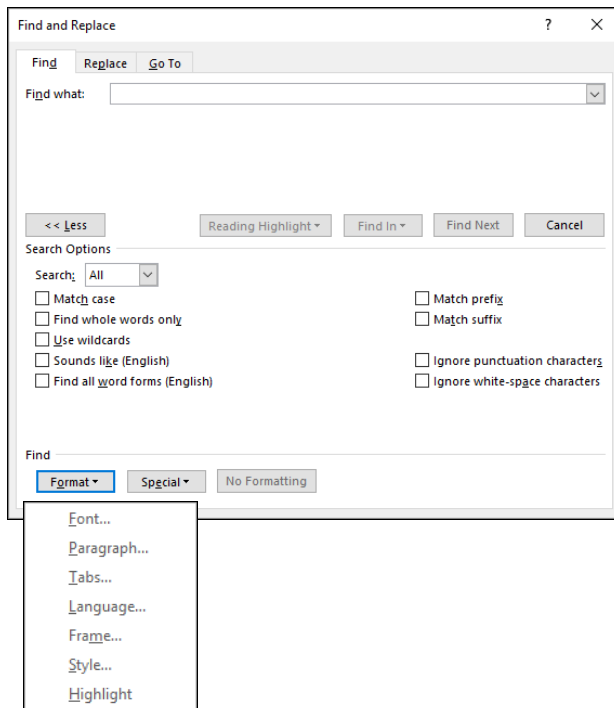 Find and Replace ? ×
Find Replace Go To
Find what:
<< Less Reading Highlight Find In Find Next Cancel
Search Options
Search: All
Match case Match prefix
Find whole words only Match suffix
Use wildcards
Sounds like (English) Ignore punctuation characters
Find all word forms (English) Ignore white-space characters
Find
Format Special No Formatting
Font...
Paragraph...
Tabs...
Language...
Frame...
Style...
Highlight